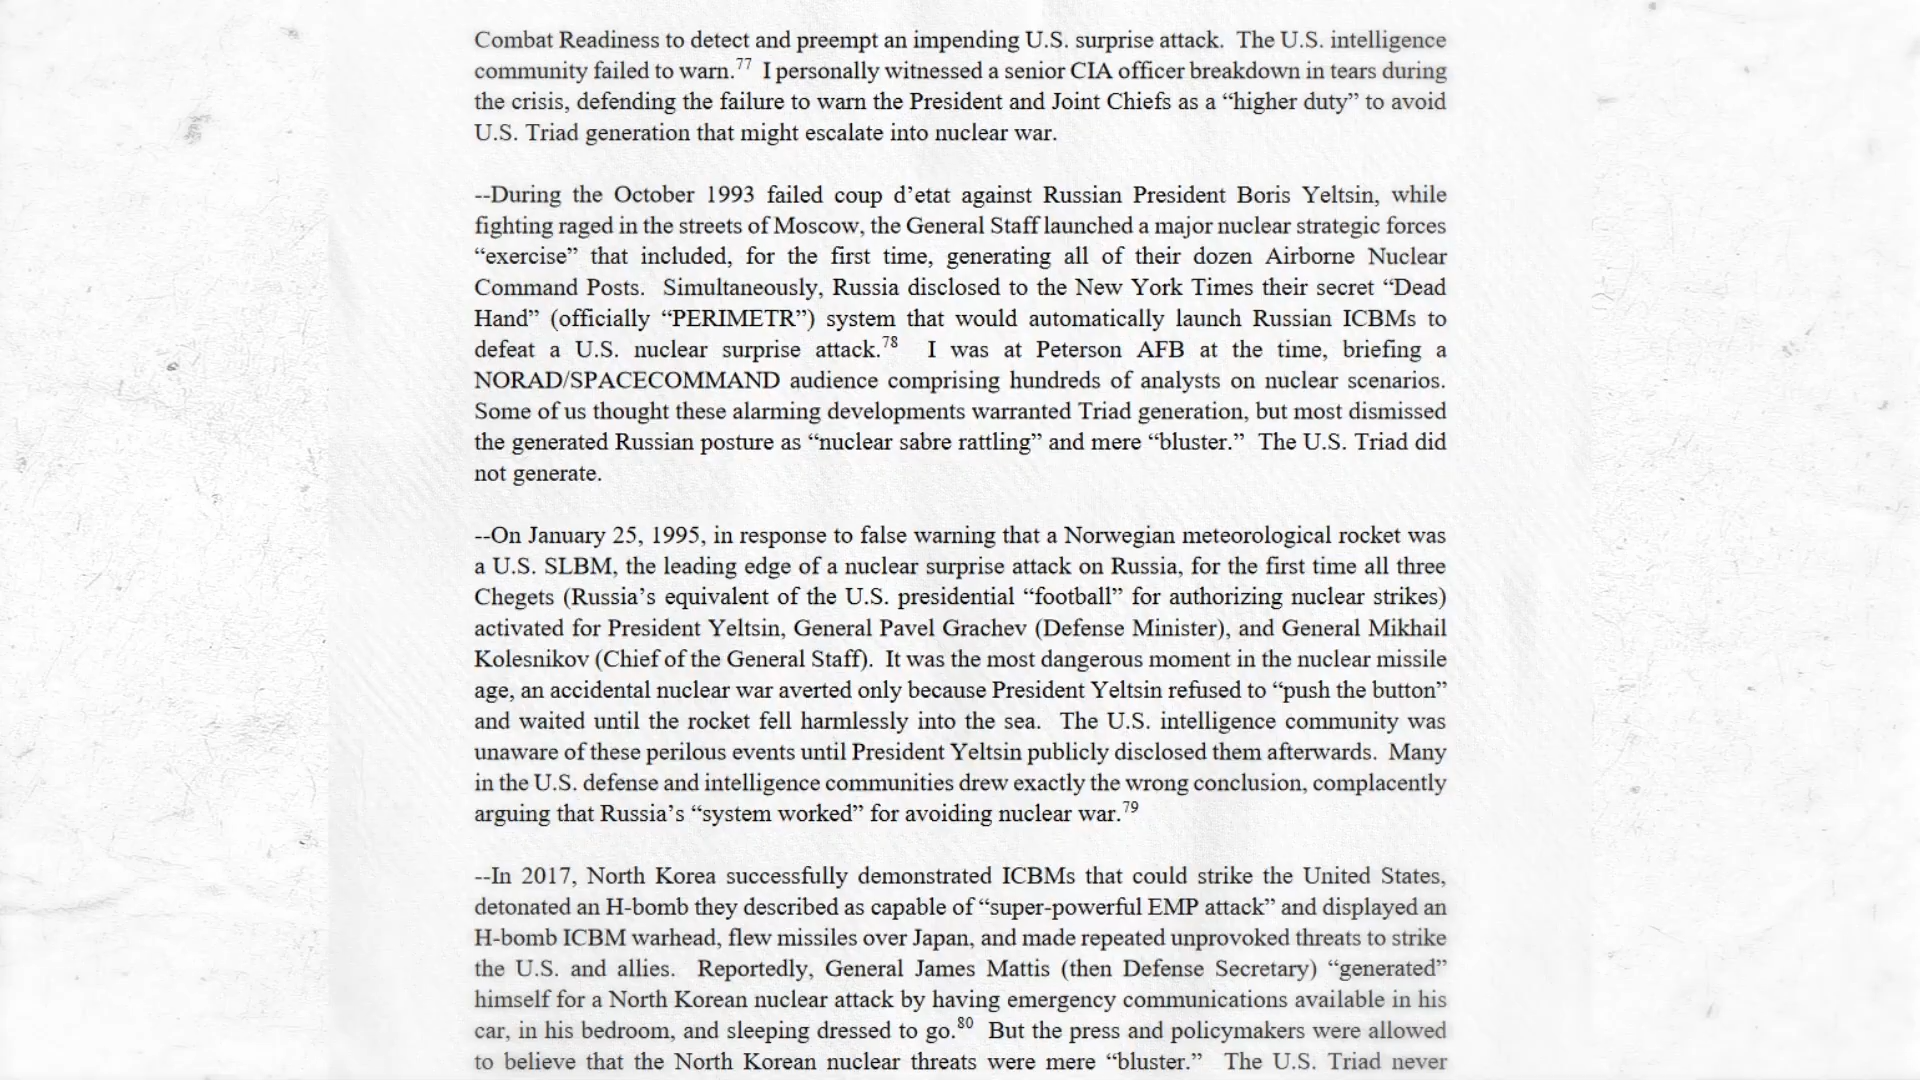 Combat Readiness to detect and preempt an impending U.S. surprise attack.  The U.S. intelligence
community failed to warn.77  I personally witnessed a senior CIA officer breakdown in tears during
the crisis, defending the failure to warn the President and Joint Chiefs as a “higher duty” to avoid
U.S. Triad generation that might escalate into nuclear war.
--During the October 1993 failed coup d’etat against Russian President Boris Yeltsin, while
fighting raged in the streets of Moscow, the General Staff launched a major nuclear strategic forces
“exercise” that included, for the first time, generating all of their dozen Airborne Nuclear
Command Posts.  Simultaneously, Russia disclosed to the New York Times their secret “Dead
Hand” (officially “PERIMETR”) system that would automatically launch Russian ICBMs to
defeat a U.S. nuclear surprise attack.78  I was at Peterson AFB at the time, briefing a
NORAD/SPACECOMMAND audience comprising hundreds of analysts on nuclear scenarios.
Some of us thought these alarming developments warranted Triad generation, but most dismissed
the generated Russian posture as “nuclear sabre rattling” and mere “bluster.”  The U.S. Triad did
not generate.
--On January 25, 1995, in response to false warning that a Norwegian meteorological rocket was
a U.S. SLBM, the leading edge of a nuclear surprise attack on Russia, for the first time all three
Chegets (Russia’s equivalent of the U.S. presidential “football” for authorizing nuclear strikes)
activated for President Yeltsin, General Pavel Grachev (Defense Minister), and General Mikhail
Kolesnikov (Chief of the General Staff).  It was the most dangerous moment in the nuclear missile
age, an accidental nuclear war averted only because President Yeltsin refused to “push the button”
and waited until the rocket fell harmlessly into the sea.  The U.S. intelligence community was
unaware of these perilous events until President Yeltsin publicly disclosed them afterwards.  Many
in the U.S. defense and intelligence communities drew exactly the wrong conclusion, complacently
arguing that Russia’s “system worked” for avoiding nuclear war.79
--In 2017, North Korea successfully demonstrated ICBMs that could strike the United States,
detonated an H-bomb they described as capable of “super-powerful EMP attack” and displayed an
H-bomb ICBM warhead, flew missiles over Japan, and made repeated unprovoked threats to strike
the U.S. and allies.  Reportedly, General James Mattis (then Defense Secretary) “generated”
himself for a North Korean nuclear attack by having emergency communications available in his
car, in his bedroom, and sleeping dressed to go.80  But the press and policymakers were allowed
to believe that the North Korean nuclear threats were mere “bluster.”  The U.S. Triad never